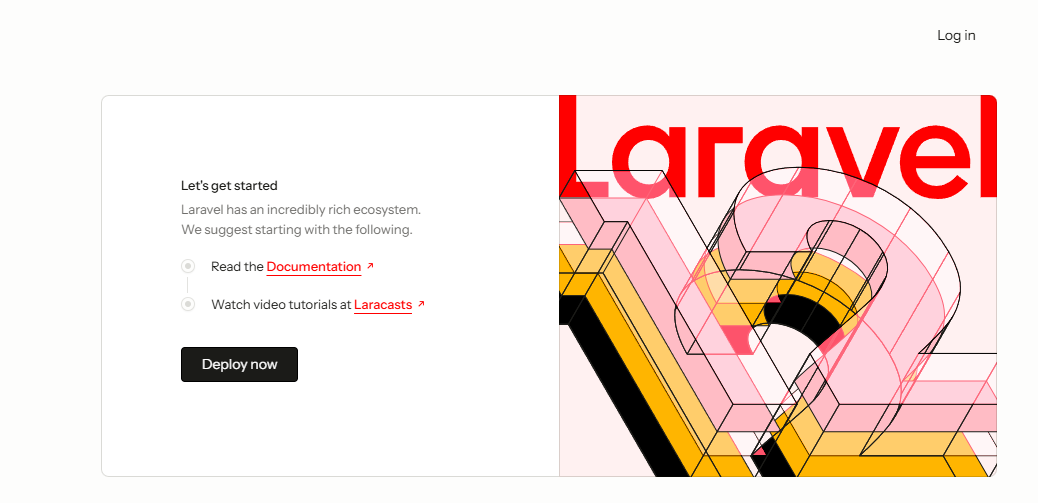 Log in
Laravel
Let's get started
Laravel has an incredibly rich ecosystem.
We suggest starting with the following.
Read the Documentation ↗
Watch video tutorials at Laracasts ↗
Deploy now